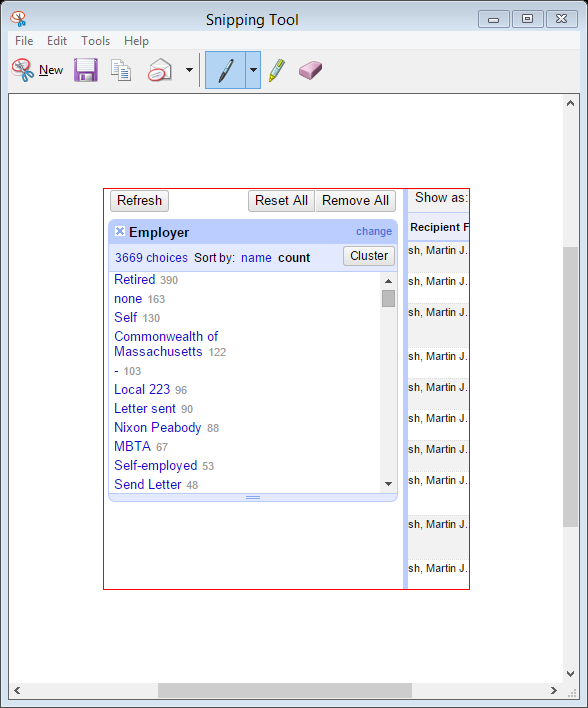 Snipping Tool
File Edit Tools Help
New
Refresh Reset All Remove All Show as:
Employer change Recipient F
3669 choices Sort by: name count Cluster
Retired 390
none 163
Self 130
Commonwealth of
Massachusetts 122
- 103
Local 223 96
Letter sent 90
Nixon Peabody 88
MBTA 67
Self-employed 53
Send Letter 48
sh, Martin J.
sh, Martin J.
sh, Martin J.
sh, Martin J.
sh, Martin J.
sh, Martin J.
sh, Martin J.
sh, Martin J.
sh, Martin J.
sh, Martin J.